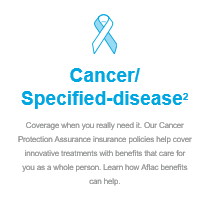 Cancer/
Specified-disease²
Coverage when you really need it. Our Cancer
Protection Assurance insurance policies help cover
innovative treatments with benefits that care for
you as a whole person. Learn how Aflac benefits
can help.